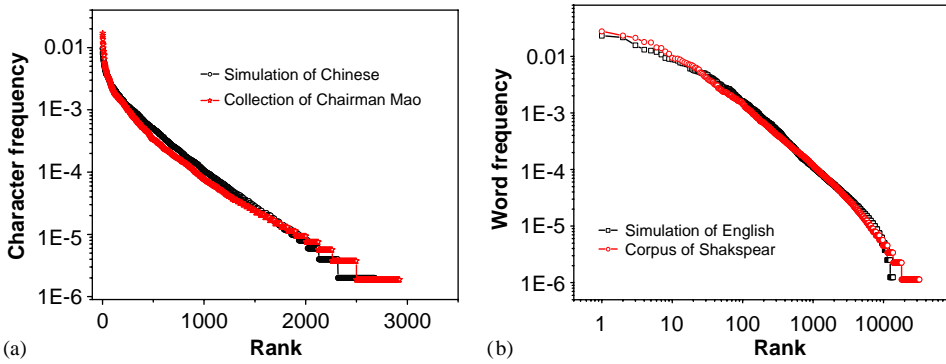 0.01
1E-3
1E-4
1E-5
1E-6
Character frequency
Simulation of Chinese
Collection of Chairman Mao
0 1000 2000 3000
(a) Rank
0.01
1E-3
1E-4
1E-5
1E-6
Word frequency
Simulation of English
Corpus of Shakspear
1 10 100 1000 10000
(b) Rank